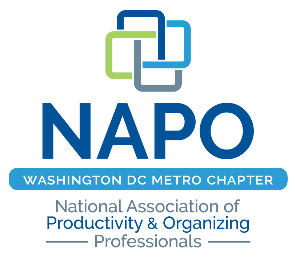 NAPO
WASHINGTON DC METRO CHAPTER
National Association of
Productivity & Organizing
Professionals